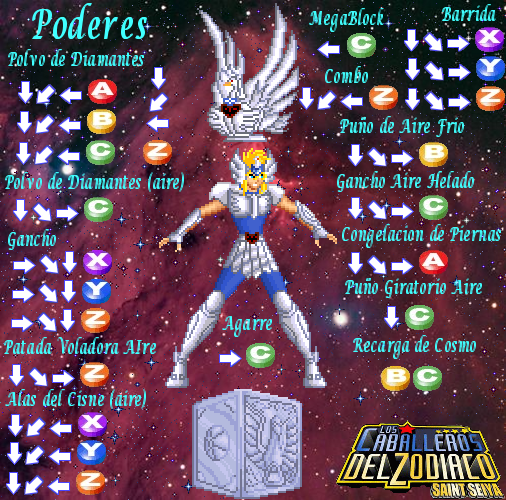 Poderes
Polvo de Diamantes
A
B
C Z
Polvo de Diamantes (aire)
C
Gancho
X
Y
Z
Patada Voladora AIre
Z
Alas del Cisne (aire)
X
Y
Z
Agarre
C
MegaBlock
C
Combo
Z
Barrida
X
Y
Z
Puño de Aire Frio
B
Gancho Aire Helado
C
Congelacion de Piernas
A
Puño Giratorio Aire
C
Recarga de Cosmo
B C
LOS
CABALLEROS
DEL ZODIACO
SAINT SEIYA